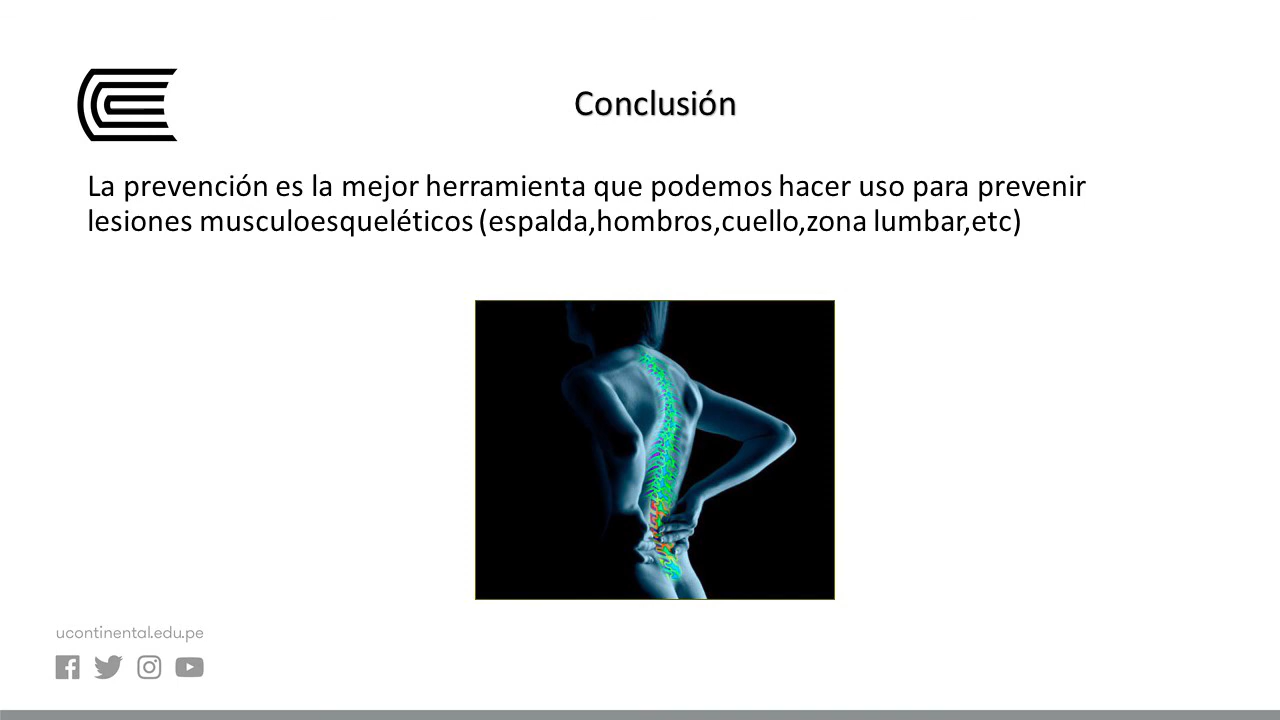 Conclusión
La prevención es la mejor herramienta que podemos hacer uso para prevenir
lesiones musculoesqueléticos (espalda,hombros,cuello,zona lumbar,etc)
ucontinental.edu.pe